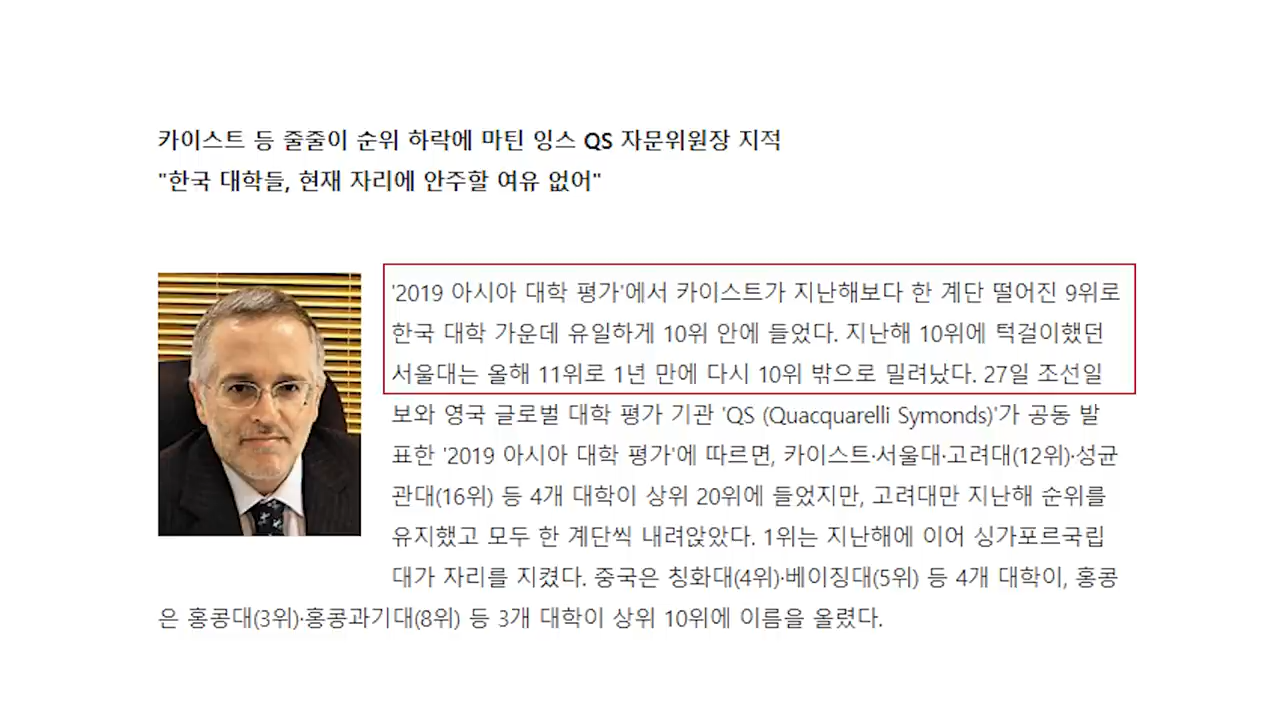 카이스트 등 줄줄이 순위 하락에 마틴 잉스 QS 자문위원장 지적
"한국 대학들, 현재 자리에 안주할 여유 없어"
'2019 아시아 대학 평가'에서 카이스트가 지난해보다 한 계단 떨어진 9위로
한국 대학 가운데 유일하게 10위 안에 들었다. 지난해 10위에 턱걸이했던
서울대는 올해 11위로 1년 만에 다시 10위 밖으로 밀려났다. 27일 조선일
보와 영국 글로벌 대학 평가 기관 'QS (Quacquarelli Symonds)'가 공동 발
표한 '2019 아시아 대학 평가'에 따르면, 카이스트·서울대·고려대(12위)·성균
관대(16위) 등 4개 대학이 상위 20위에 들었지만, 고려대만 지난해 순위를
유지했고 모두 한 계단씩 내려앉았다. 1위는 지난해에 이어 싱가포르국립
대가 자리를 지켰다. 중국은 칭화대(4위)·베이징대(5위) 등 4개 대학이, 홍콩
은 홍콩대(3위)·홍콩과기대(8위) 등 3개 대학이 상위 10위에 이름을 올렸다.